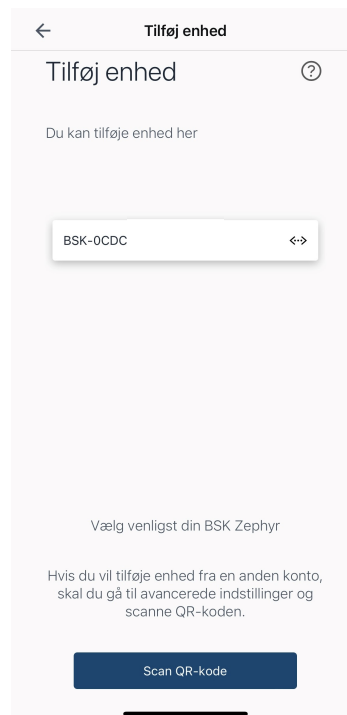 Tilføj enhed
Tilføj enhed
Du kan tilføje enhed her
BSK-0CDC
Vælg venligst din BSK Zephyr
Hvis du vil tilføje enhed fra en anden konto,
skal du gå til avancerede indstillinger og
scanne QR-koden.
Scan QR-kode